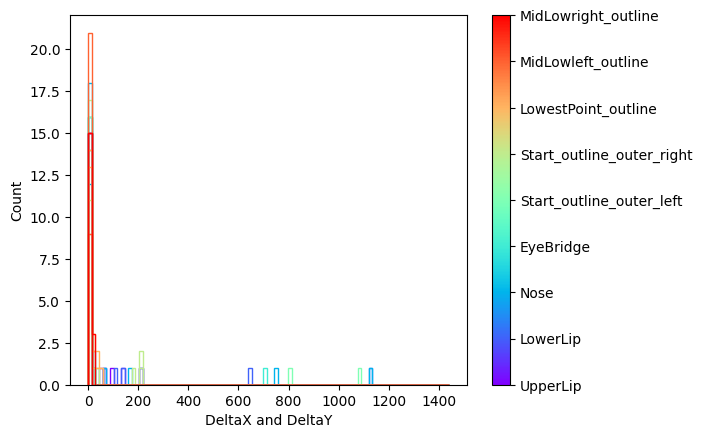 20.0
17.5
15.0
12.5
10.0
7.5
5.0
2.5
0.0
Count
0 200 400 600 800 1000 1200 1400
DeltaX and DeltaY
MidLowright_outline
MidLowleft_outline
LowestPoint_outline
Start_outline_outer_right
Start_outline_outer_left
EyeBridge
Nose
LowerLip
UpperLip